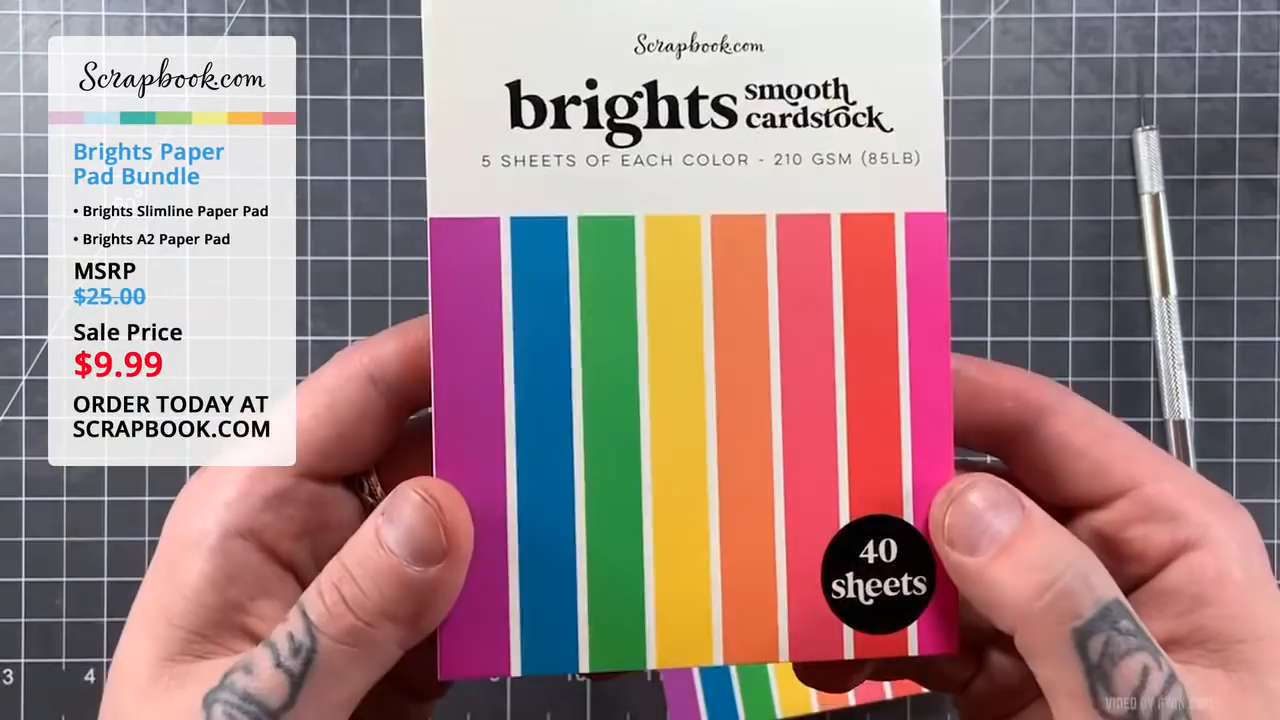 Scrapbook.com
Brights Paper
Pad Bundle
• Brights Slimline Paper Pad
• Brights A2 Paper Pad
MSRP
$25.00
Sale Price
$9.99
ORDER TODAY AT
SCRAPBOOK.COM
Scrapbook.com
brights smooth
cardstock
5 SHEETS OF EACH COLOR - 210 GSM (85LB)
40
sheets
3
4